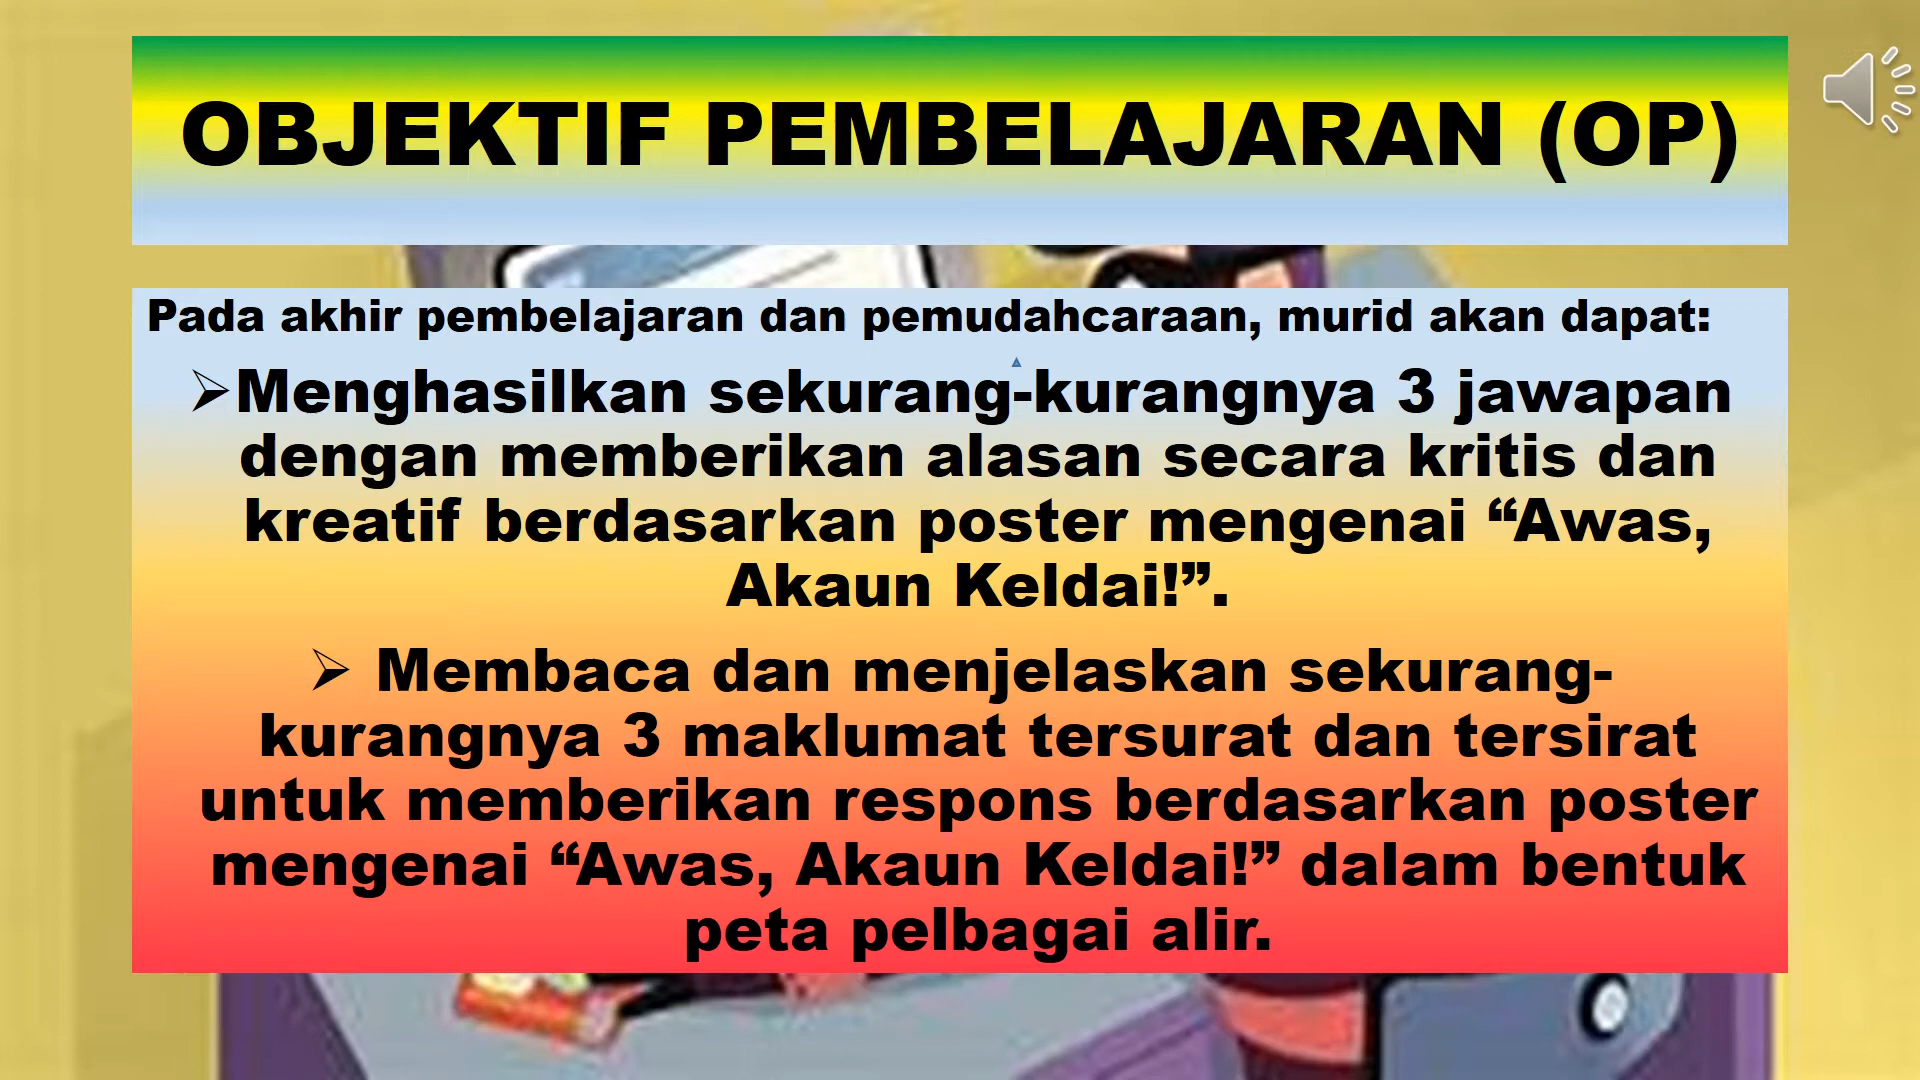 OBJEKTIF PEMBELAJARAN (OP)
Pada akhir pembelajaran dan pemudahcaraan, murid akan dapat:
➢Menghasilkan sekurang-kurangnya 3 jawapan
dengan memberikan alasan secara kritis dan
kreatif berdasarkan poster mengenai “Awas,
Akaun Keldai!”.
➢ Membaca dan menjelaskan sekurang-
kurangnya 3 maklumat tersurat dan tersirat
untuk memberikan respons berdasarkan poster
mengenai “Awas, Akaun Keldai!” dalam bentuk
peta pelbagai alir.